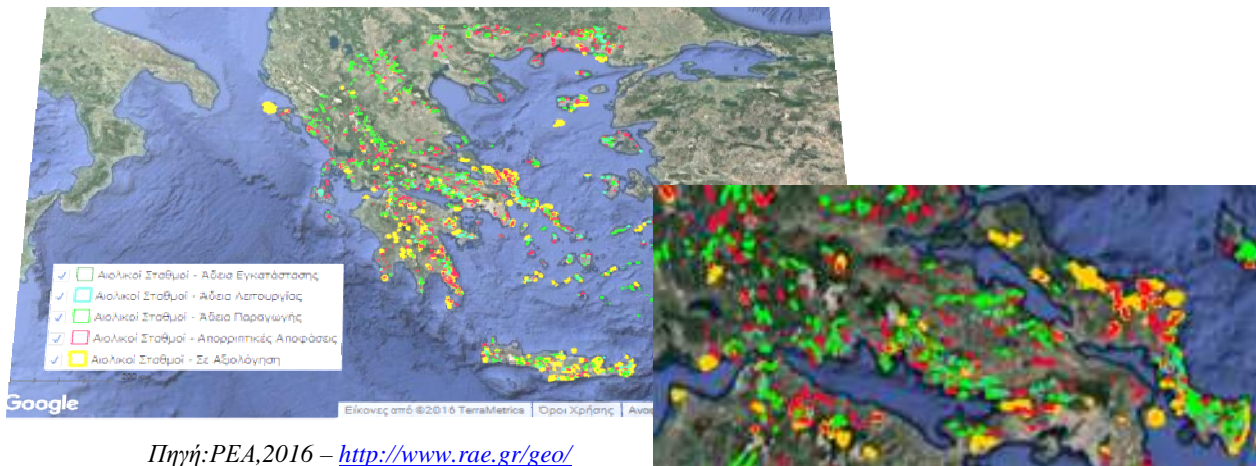 Αιολικοί Σταθμοί - Άδεια Εγκατάστασης
Αιολικοί Σταθμοί - Άδεια Λειτουργίας
Αιολικοί Σταθμοί - Άδεια Παραγωγής
Αιολικοί Σταθμοί - Απορριπτικές Αποφάσεις
Αιολικοί Σταθμοί - Σε Αξιολόγηση
Google
Εικόνες από ©2016 TerraMetrics Όροι Χρήσης
Πηγή:ΡΕΑ,2016 – http://www.rae.gr/geo/